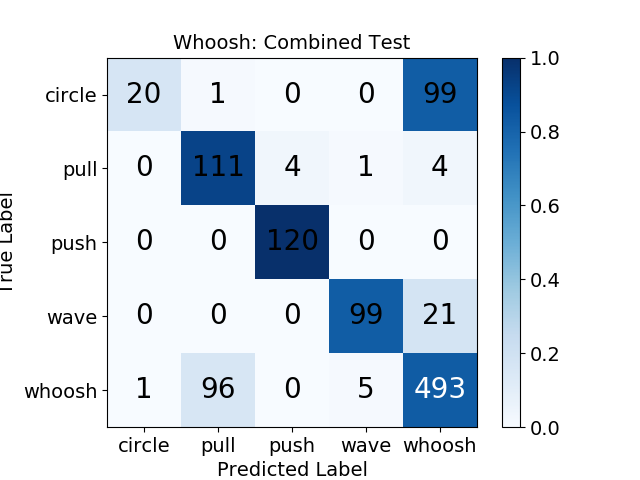 Whoosh: Combined Test
True Label
circle 20 1 0 0 99
pull 0 111 4 1 4
push 0 0 120 0 0
wave 0 0 0 99 21
whoosh 1 96 0 5 493
circle pull push wave whoosh
Predicted Label
1.0
0.8
0.6
0.4
0.2
0.0